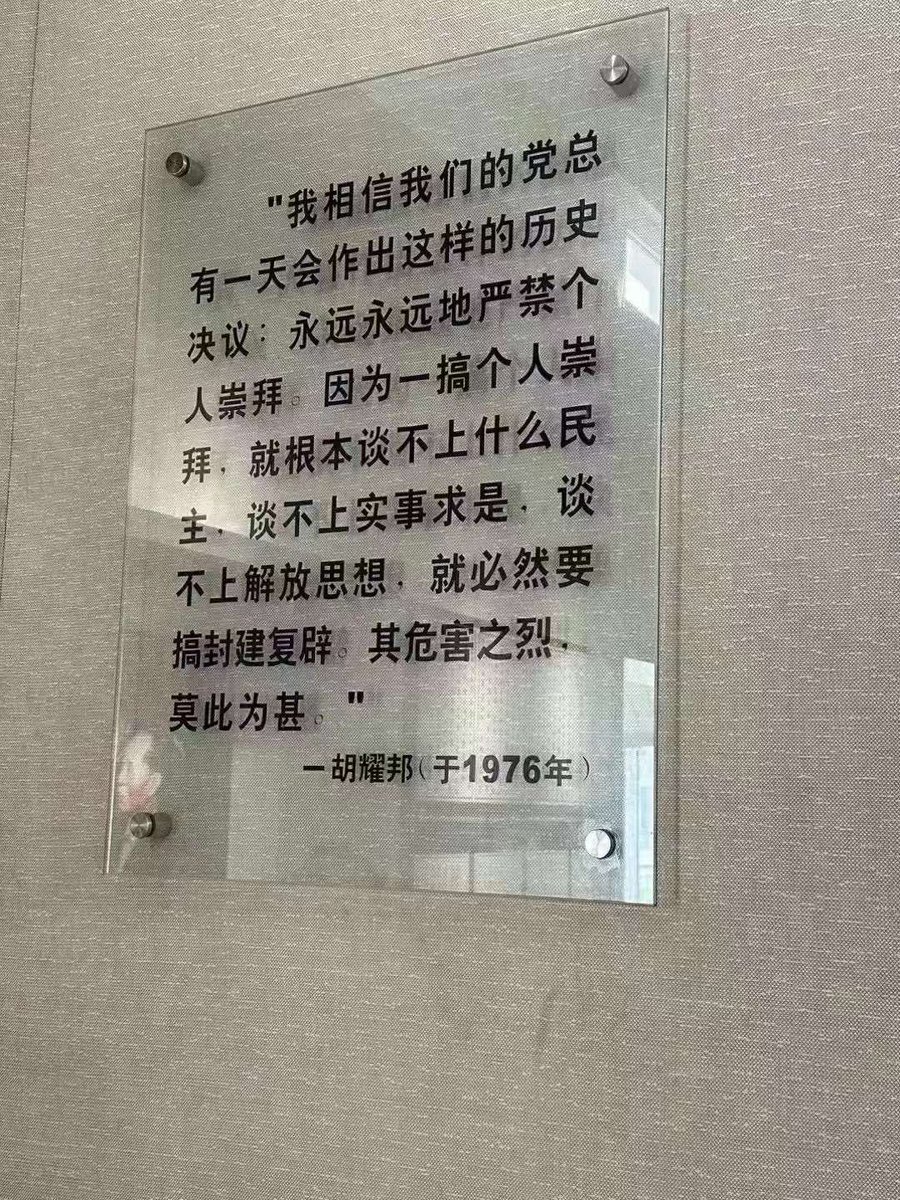 "我相信我们的党总
有一天会作出这样的历史
决议：永远永远地严禁个
人崇拜。因为一搞个人崇
拜，就根本谈不上什么民
主，谈不上实事求是，谈
不上解放思想，就必然要
搞封建复辟。其危害之烈，
莫此为甚。"
—胡耀邦（于1976年）